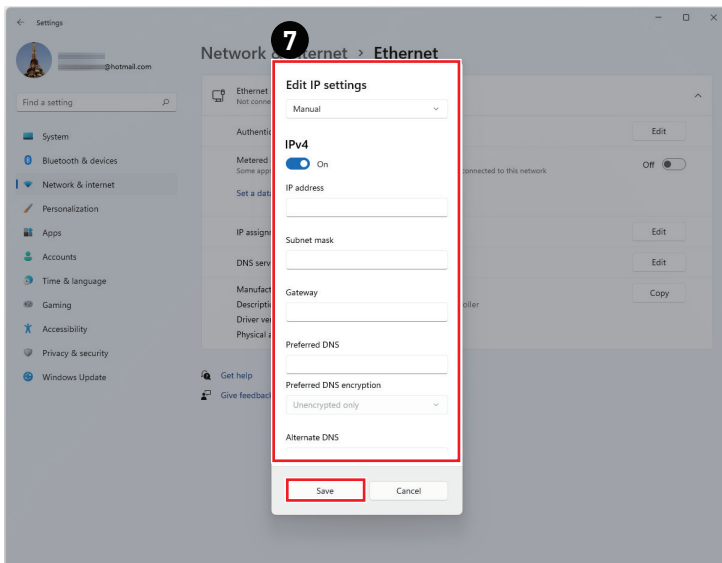 Settings
@hotmail.com
Find a setting
System
Bluetooth & devices
Network & internet
Personalization
Apps
Accounts
Time & language
Gaming
Accessibility
Privacy & security
Windows Update
Network & internet > Ethernet
7
Ethernet
Not conne
Authentic
Edit
Metered
Some app
connected to this network
Off
Set a data
IP assignm
Edit
DNS serv
Edit
Manufact
Copy
Descriptio
oller
Driver ver
Physical a
Get help
Give feedback
Edit IP settings
Manual
IPv4
On
IP address
Subnet mask
Gateway
Preferred DNS
Preferred DNS encryption
Unencrypted only
Alternate DNS
Save
Cancel